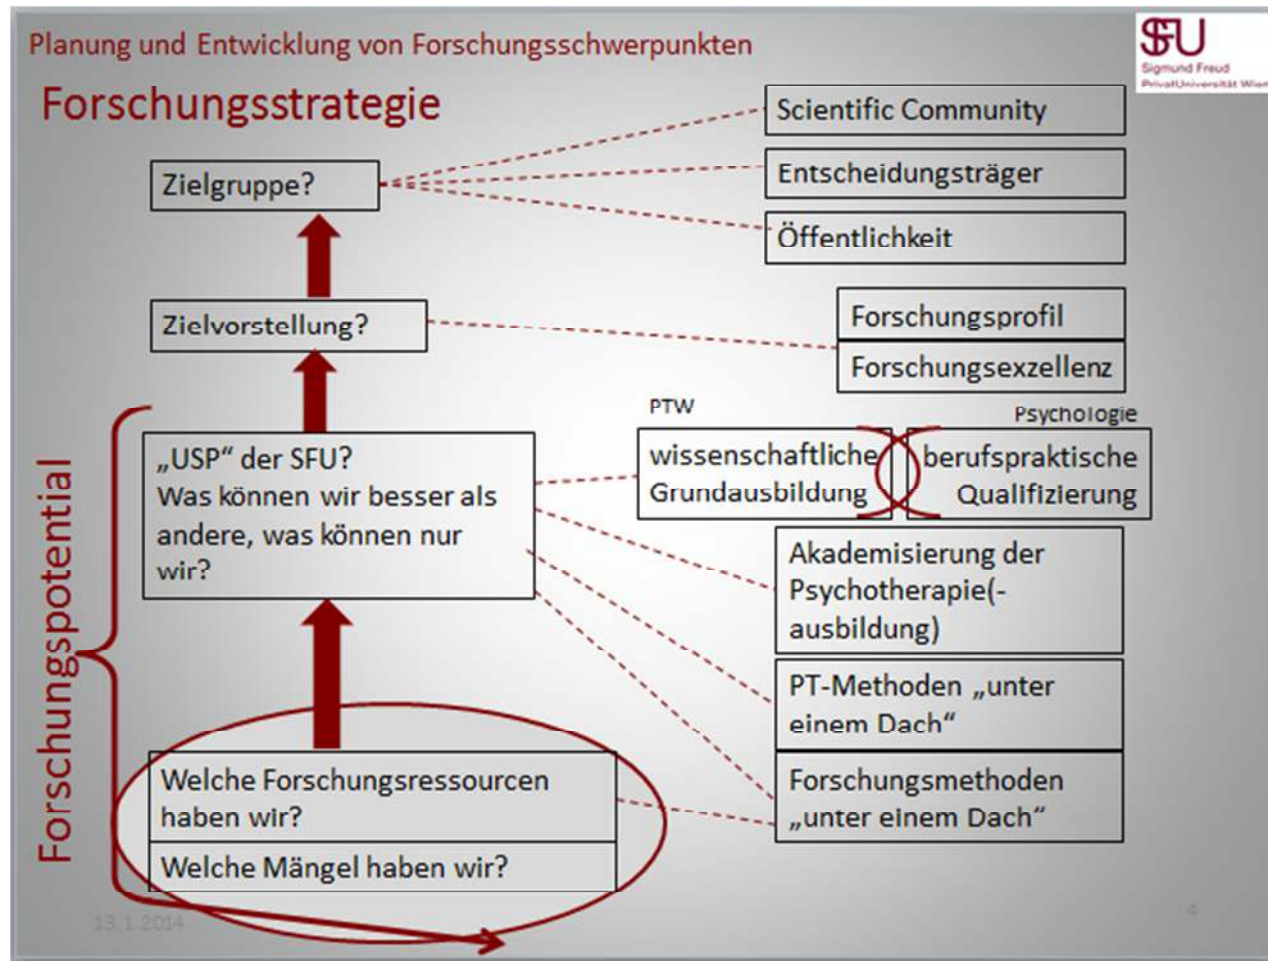 Planung und Entwicklung von Forschungsschwerpunkten
SFU
Sigmund Freud
PrivatUniversität Wien
Forschungsstrategie
Scientific Community
Zielgruppe?
Entscheidungsträger
Öffentlichkeit
Zielvorstellung?
Forschungsprofil
Forschungsexzellenz
PTW
Psychologie
Forschungspotential
„USP“ der SFU?
Was können wir besser als
andere, was können nur
wir?
wissenschaftliche
Grundausbildung
berufspraktische
Qualifizierung
Akademisierung der
Psychotherapie(-
ausbildung)
PT-Methoden „unter
einem Dach“
Welche Forschungsressourcen
haben wir?
Forschungsmethoden
„unter einem Dach“
Welche Mängel haben wir?
13.1.2014
4